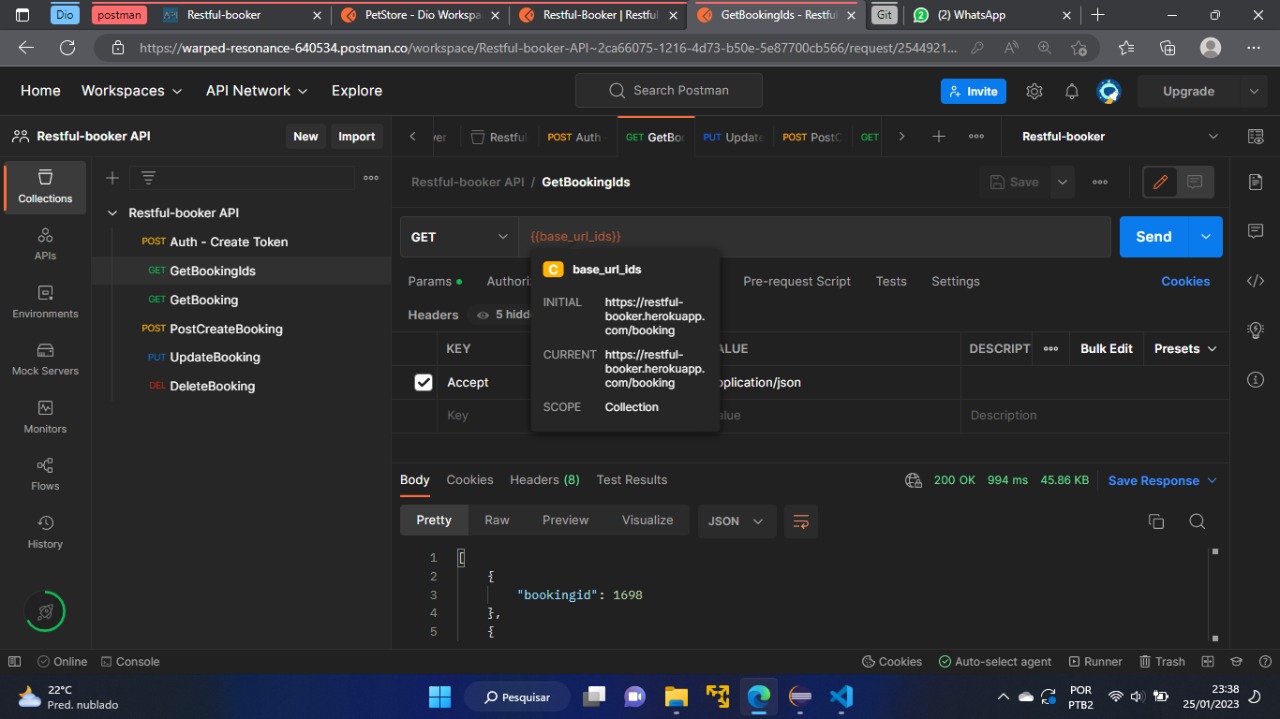 Dio
postman
Restful-booker
PetStore - Dio Workspa
Restful-Booker | Restful
GetBookingIds - Restfu
Git
(2) WhatsApp
https://warped-resonance-640534.postman.co/workspace/Restful-booker-API~2ca66075-1216-4d73-b50e-5e87700cb566/request/2544921...
Home
Workspaces
API Network
Explore
Search Postman
Invite
Upgrade
Restful-booker API
New
Import
Restful
POST Auth
GET GetBo
PUT Update
POST PostC
GET
Restful-booker
Collections
APIs
Environments
Mock Servers
Monitors
Flows
History
Restful-booker API
POST Auth - Create Token
GET GetBookingIds
GET GetBooking
POST PostCreateBooking
PUT UpdateBooking
DEL DeleteBooking
Restful-booker API / GetBookingIds
Save
GET
{{base_url_ids}}
Send
C base_url_ids
INITIAL
https://restful-
booker.herokuapp.
com/booking
CURRENT
https://restful-
booker.herokuapp.
com/booking
SCOPE
Collection
Params
Authori
Pre-request Script
Tests
Settings
Cookies
Headers
5 hidd
KEY
ALUE
DESCRIPT
Bulk Edit
Presets
Accept
pplication/json
Key
alue
Description
Body
Cookies
Headers (8)
Test Results
200 OK
994 ms
45.86 KB
Save Response
Pretty
Raw
Preview
Visualize
JSON
1 [
2 {
3 "bookingid": 1698
4 },
5 {
Online
Console
Cookies
Auto-select agent
Runner
Trash
22°C
Pred. nublado
Pesquisar
POR
PTB2
23:38
25/01/2023